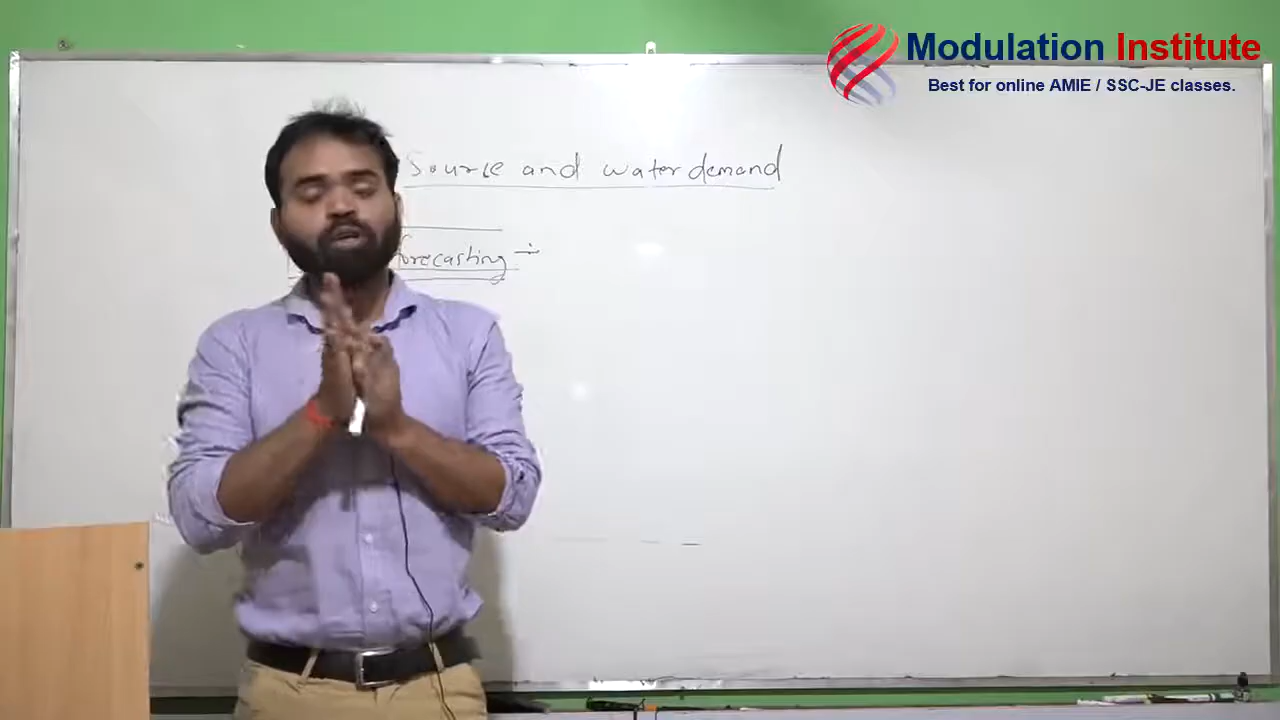 Modulation Institute
Best for online AMIE / SSC-JE classes.
Source and water demand
forecasting :-